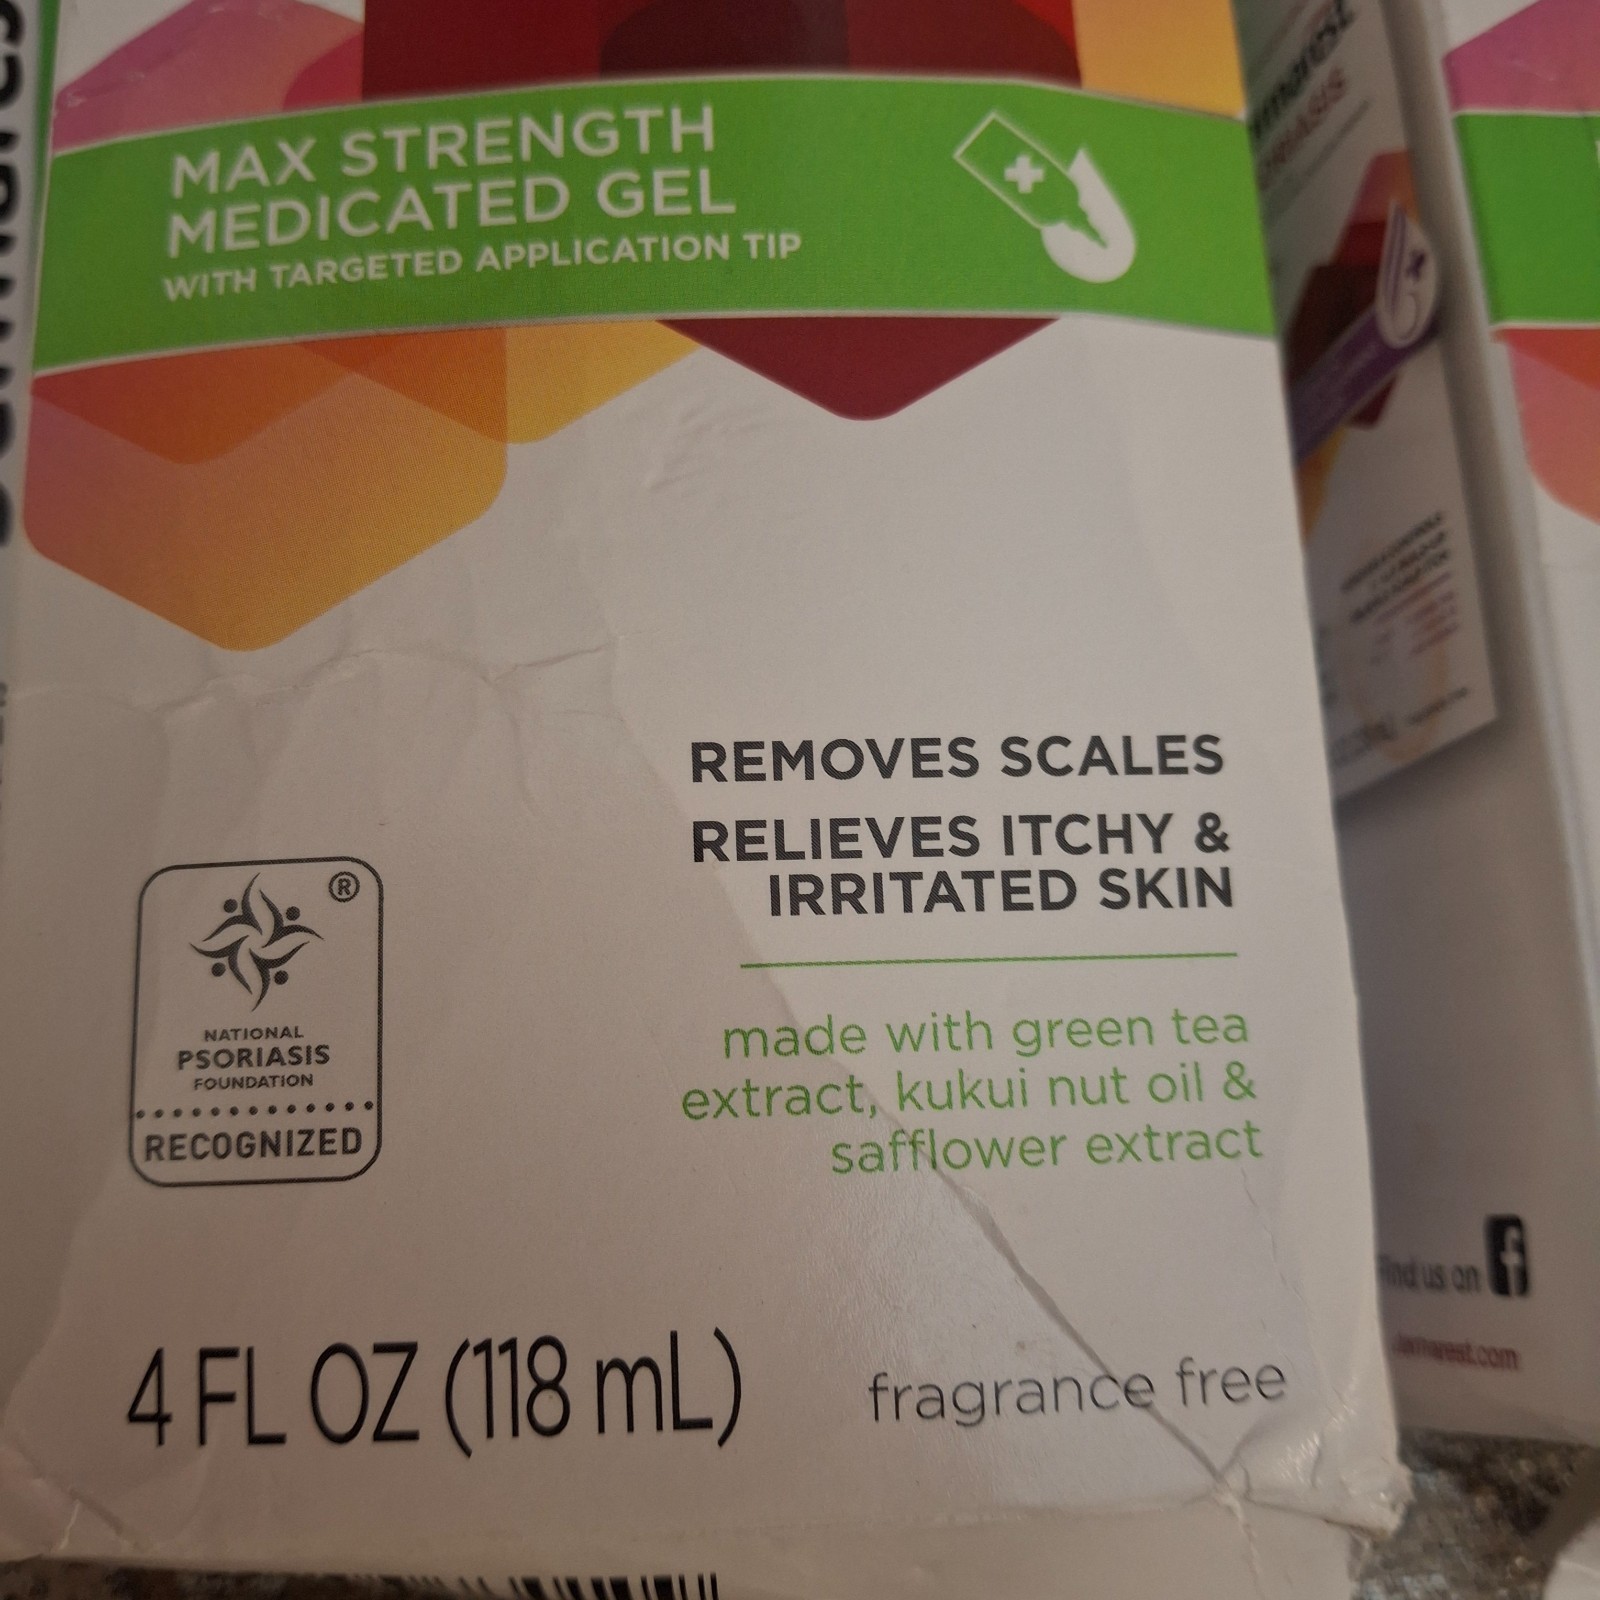 MAX STRENGTH
MEDICATED GEL
WITH TARGETED APPLICATION TIP
REMOVES SCALES
RELIEVES ITCHY &
IRRITATED SKIN
®
NATIONAL
PSORIASIS
FOUNDATION
RECOGNIZED
made with green tea
extract, kukui nut oil &
safflower extract
4 FL OZ (118 mL)
fragrance free
us on